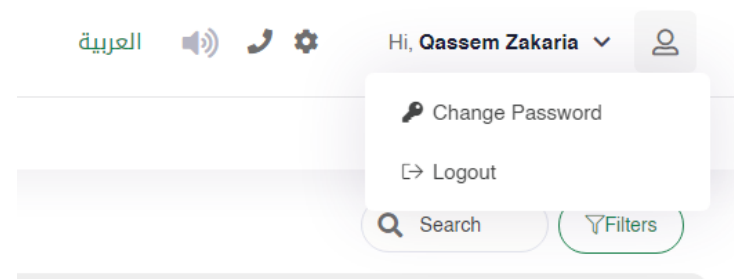 العربية
Hi, Qassem Zakaria
Change Password
Logout
Search
Filters